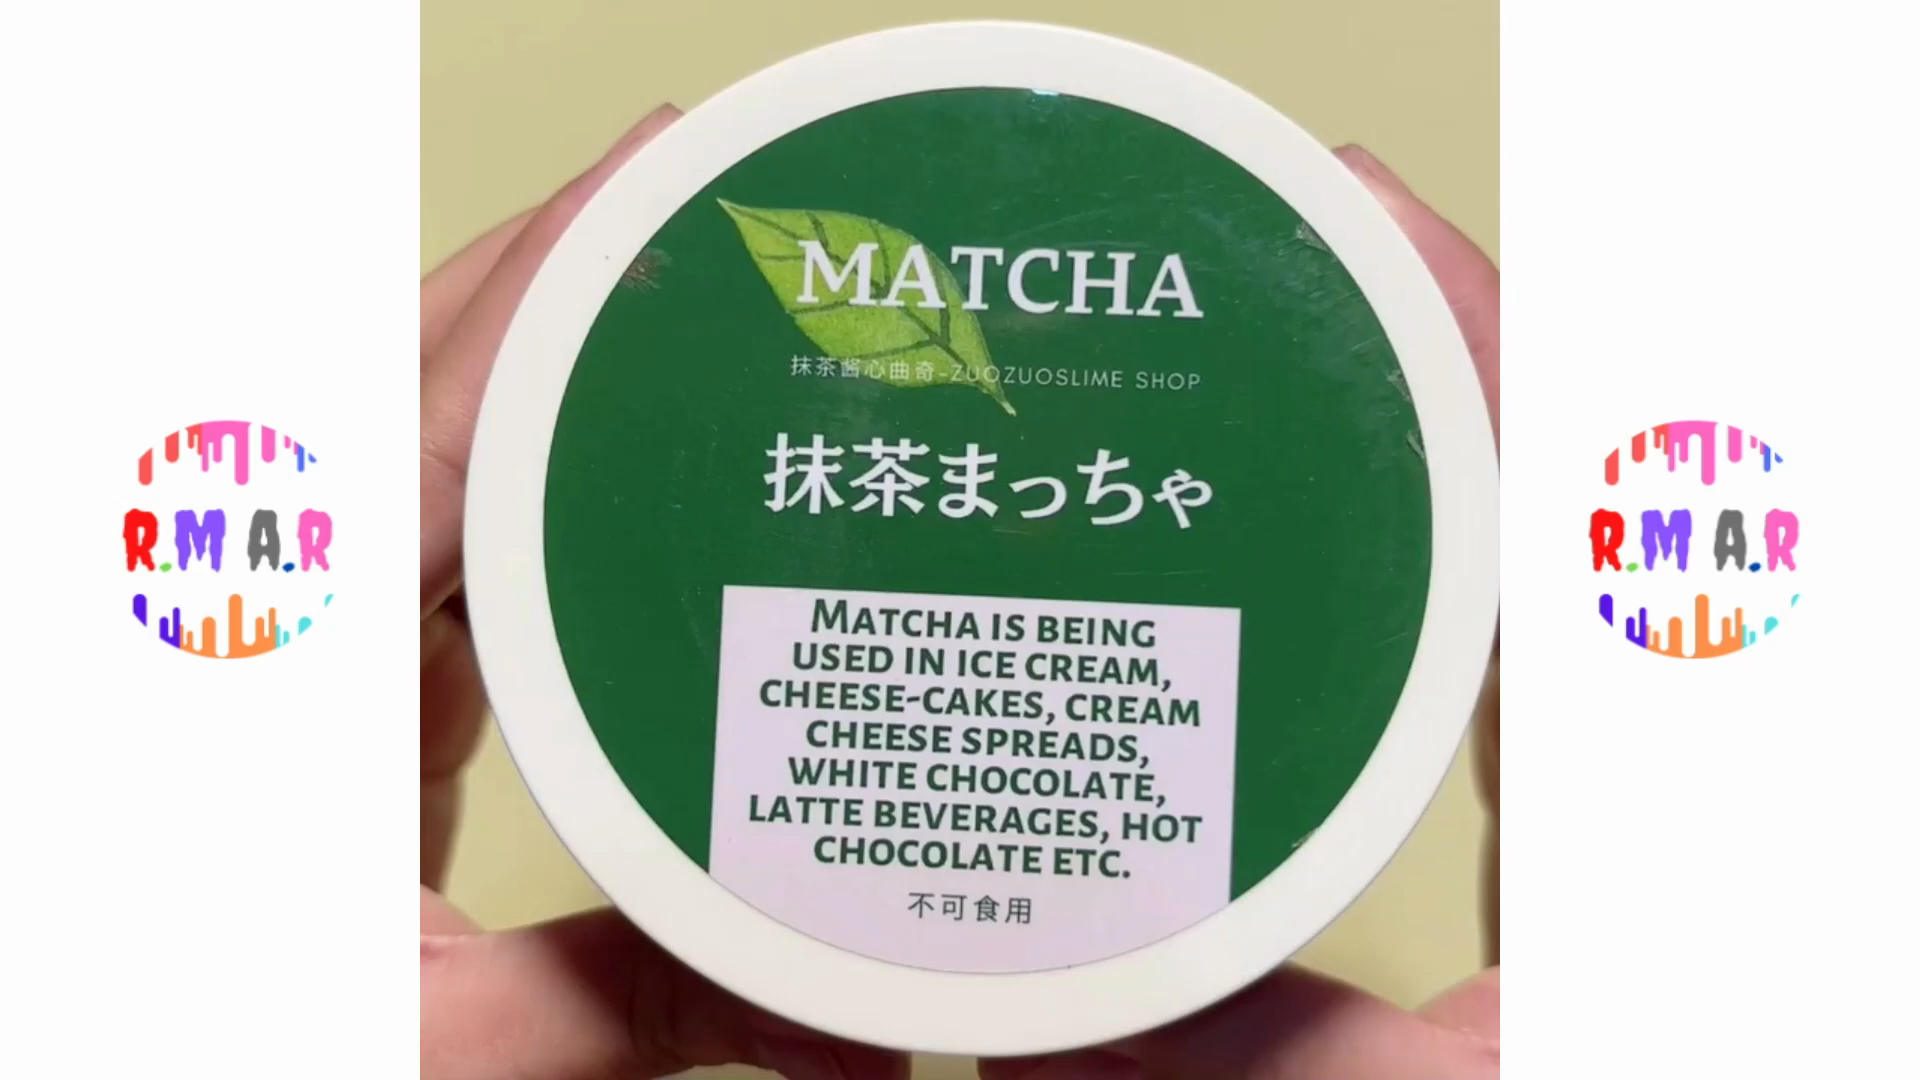 MATCHA
抹茶酱心曲奇-ZUOZUOSLIME SHOP
抹茶まっちゃ
MATCHA IS BEING
USED IN ICE CREAM,
CHEESE-CAKES, CREAM
CHEESE SPREADS,
WHITE CHOCOLATE,
LATTE BEVERAGES, HOT
CHOCOLATE ETC.
不可食用
R.M A.R
R.M A.R